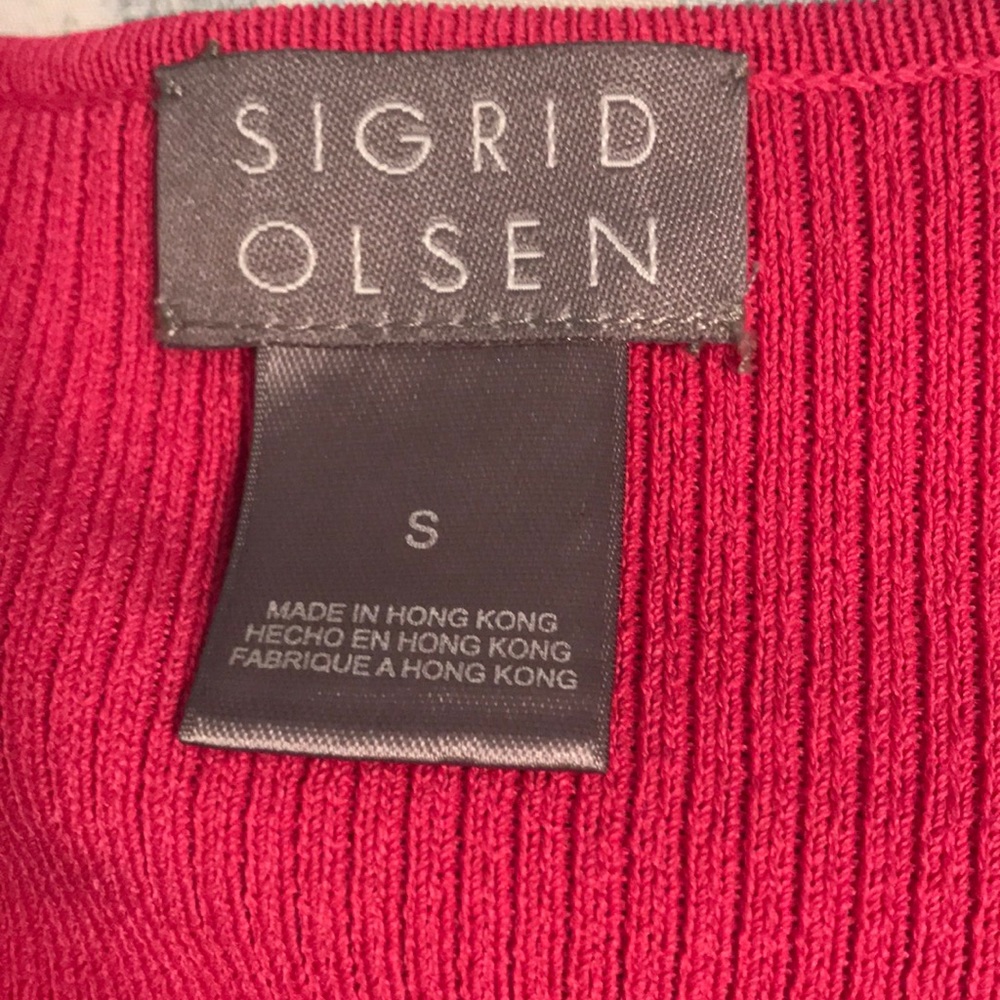 SIGRID
OLSEN
S
MADE IN HONG KONG
HECHO EN HONG KONG
FABRIQUE A HONG KONG